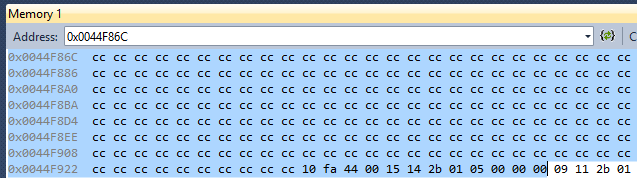 Memory 1
Address: 0x0044F86C C
0x0044F86C cc cc cc cc cc cc cc cc cc cc cc cc cc cc cc cc cc cc cc cc cc cc cc cc cc cc
0x0044F886 cc cc cc cc cc cc cc cc cc cc cc cc cc cc cc cc cc cc cc cc cc cc cc cc cc cc
0x0044F8A0 cc cc cc cc cc cc cc cc cc cc cc cc cc cc cc cc cc cc cc cc cc cc cc cc cc cc
0x0044F8BA cc cc cc cc cc cc cc cc cc cc cc cc cc cc cc cc cc cc cc cc cc cc cc cc cc cc
0x0044F8D4 cc cc cc cc cc cc cc cc cc cc cc cc cc cc cc cc cc cc cc cc cc cc cc cc cc cc
0x0044F8EE cc cc cc cc cc cc cc cc cc cc cc cc cc cc cc cc cc cc cc cc cc cc cc cc cc cc
0x0044F908 cc cc cc cc cc cc cc cc cc cc cc cc cc cc cc cc cc cc cc cc cc cc cc cc cc cc
0x0044F922 cc cc cc cc cc cc cc cc cc cc 10 fa 44 00 15 14 2b 01 05 00 00 00 09 11 2b 01